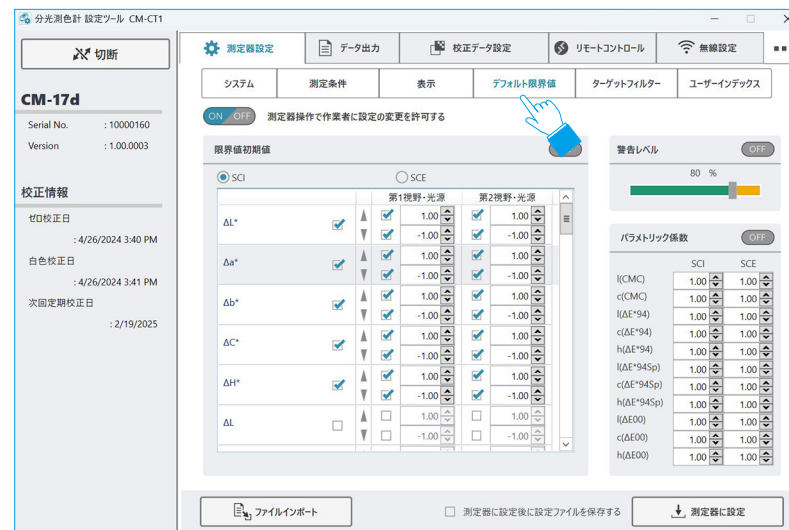 分光測色計 設定ツール CM-CT1
切断
CM-17d
Serial No. : 10000160
Version : 1.00.0003
校正情報
ゼロ校正日
: 4/26/2024 3:40 PM
白色校正日
: 4/26/2024 3:41 PM
次回定期校正日
: 2/19/2025
測定器設定 データ出力 校正データ設定 リモートコントロール 無線設定
システム 測定条件 表示 デフォルト限界値 ターゲットフィルター ユーザーインデックス
ON OFF 測定器操作で作業者に設定の変更を許可する
限界値初期値
SCI SCE
第1視野・光源 第2視野・光源
ΔL* 1.00 1.00
-1.00 -1.00
Δa* 1.00 1.00
-1.00 -1.00
Δb* 1.00 1.00
-1.00 -1.00
ΔC* 1.00 1.00
-1.00 -1.00
ΔH* 1.00 1.00
-1.00 -1.00
ΔL 1.00 1.00
-1.00 -1.00
警告レベル OFF
80 %
パラメトリック係数 OFF
SCI SCE
l(CMC) 1.00 1.00
c(CMC) 1.00 1.00
l(ΔE*94) 1.00 1.00
c(ΔE*94) 1.00 1.00
h(ΔE*94) 1.00 1.00
l(ΔE*94Sp) 1.00 1.00
c(ΔE*94Sp) 1.00 1.00
h(ΔE*94Sp) 1.00 1.00
l(ΔE00) 1.00 1.00
c(ΔE00) 1.00 1.00
h(ΔE00) 1.00 1.00
ファイルインポート 測定器に設定後に設定ファイルを保存する 測定器に設定